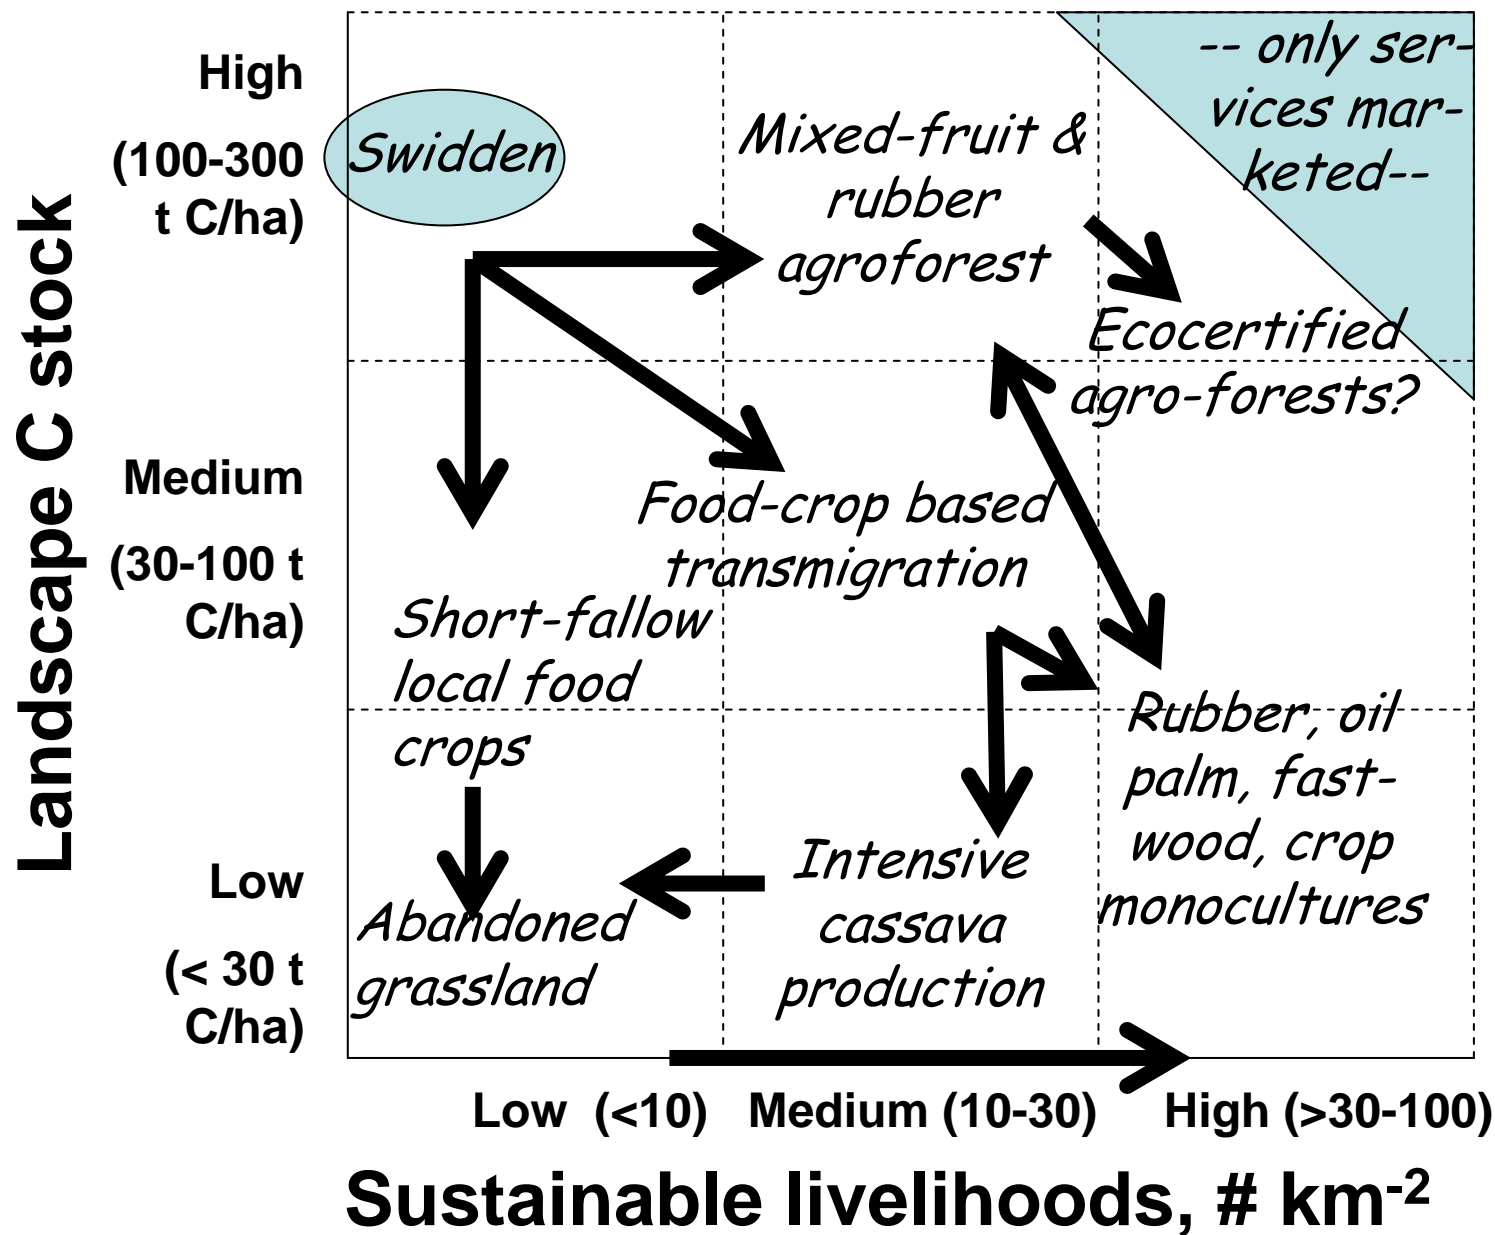 Landscape C stock
High
(100-300
t C/ha)
Medium
(30-100 t
C/ha)
Low
(< 30 t
C/ha)
Swidden
Mixed-fruit &
rubber
agroforest
-- only ser-
vices mar-
keted--
Ecocertified
agro-forests?
Food-crop based
transmigration
Short-fallow
local food
crops
Rubber, oil
palm, fast-
wood, crop
monocultures
Abandoned
grassland
Intensive
cassava
production
Low (<10)
Medium (10-30)
High (>30-100)
Sustainable livelihoods, # km-2